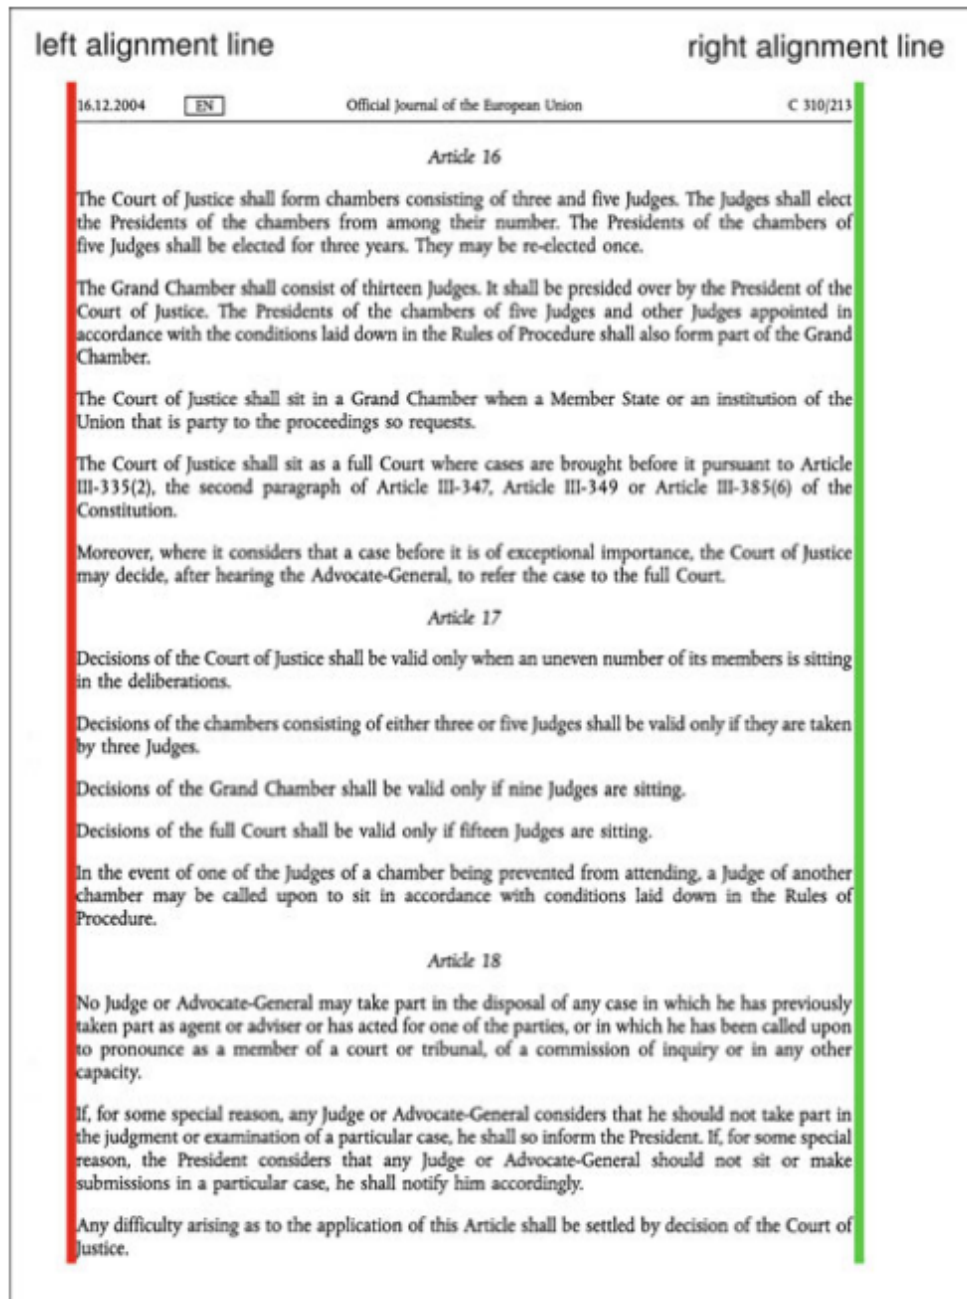 left alignment line
right alignment line
16.12.2004 EN Official Journal of the European Union C 310/213
Article 16
The Court of Justice shall form chambers consisting of three and five Judges. The Judges shall elect
the Presidents of the chambers from among their number. The Presidents of the chambers of
five Judges shall be elected for three years. They may be re-elected once.
The Grand Chamber shall consist of thirteen Judges. It shall be presided over by the President of the
Court of Justice. The Presidents of the chambers of five Judges and other Judges appointed in
accordance with the conditions laid down in the Rules of Procedure shall also form part of the Grand
Chamber.
The Court of Justice shall sit in a Grand Chamber when a Member State or an institution of the
Union that is party to the proceedings so requests.
The Court of Justice shall sit as a full Court where cases are brought before it pursuant to Article
III-335(2), the second paragraph of Article III-347, Article III-349 or Article III-385(6) of the
Constitution.
Moreover, where it considers that a case before it is of exceptional importance, the Court of Justice
may decide, after hearing the Advocate-General, to refer the case to the full Court.
Article 17
Decisions of the Court of Justice shall be valid only when an uneven number of its members is sitting
in the deliberations.
Decisions of the chambers consisting of either three or five Judges shall be valid only if they are taken
by three Judges.
Decisions of the Grand Chamber shall be valid only if nine Judges are sitting.
Decisions of the full Court shall be valid only if fifteen Judges are sitting.
In the event of one of the Judges of a chamber being prevented from attending, a Judge of another
chamber may be called upon to sit in accordance with conditions laid down in the Rules of
Procedure.
Article 18
No Judge or Advocate-General may take part in the disposal of any case in which he has previously
taken part as agent or adviser or has acted for one of the parties, or in which he has been called upon
to pronounce as a member of a court or tribunal, of a commission of inquiry or in any other
capacity.
If, for some special reason, any Judge or Advocate-General considers that he should not take part in
the judgment or examination of a particular case, he shall so inform the President. If, for some special
reason, the President considers that any Judge or Advocate-General should not sit or make
submissions in a particular case, he shall notify him accordingly.
Any difficulty arising as to the application of this Article shall be settled by decision of the Court of
Justice.